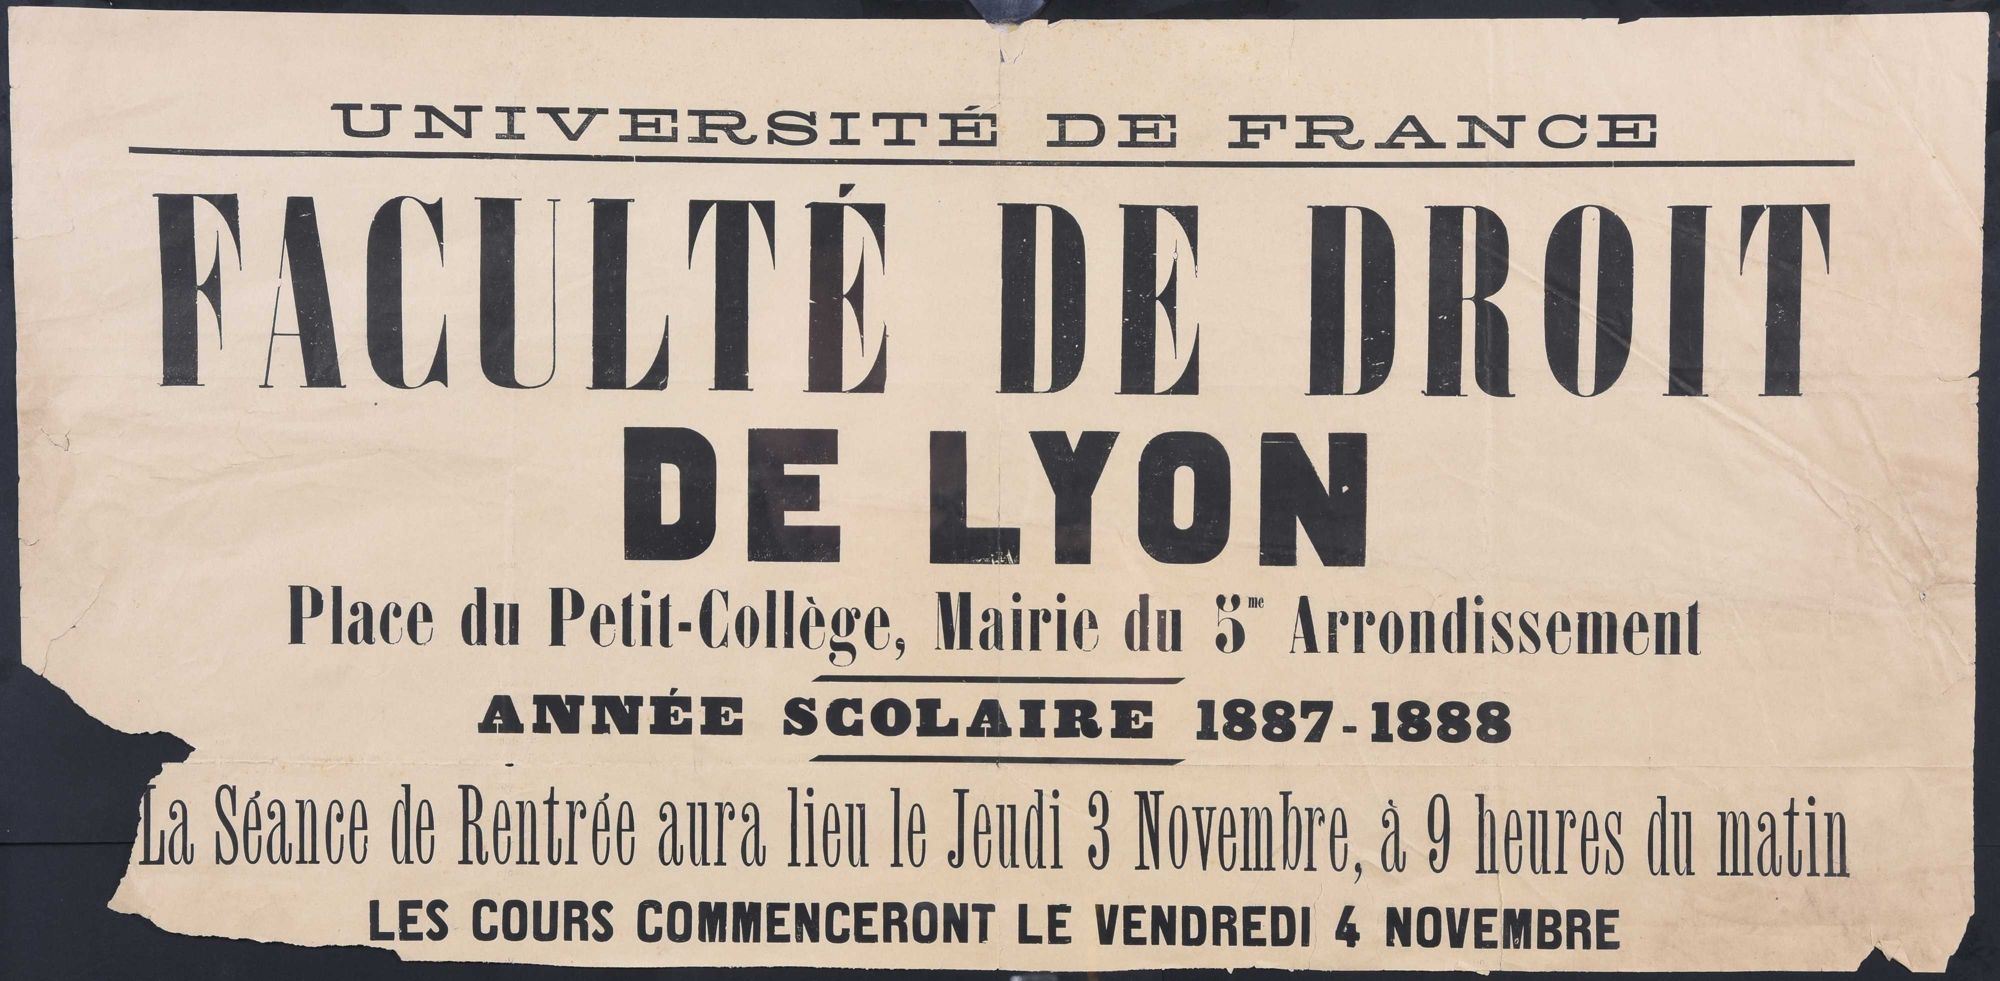 UNIVERSITÉ DE FRANCE
FACULTÉ DE DROIT
DE LYON
Place du Petit-Collège, Mairie du 5me Arrondissement
ANNÉE SCOLAIRE 1887-1888
La Séance de Rentrée aura lieu le Jeudi 3 Novembre, à 9 heures du matin
LES COURS COMMENCERONT LE VENDREDI 4 NOVEMBRE